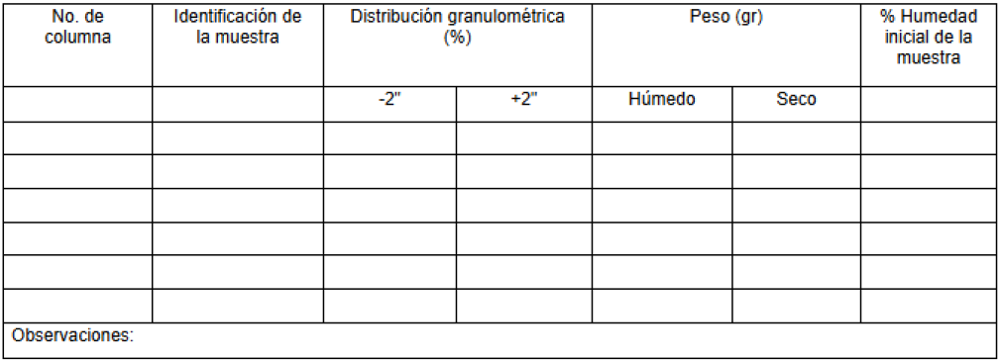 No. de
columna
Identificación de
la muestra
Distribución granulométrica
(%)
Peso (gr)
% Humedad
inicial de la
muestra
-2"
+2"
Húmedo
Seco
Observaciones: